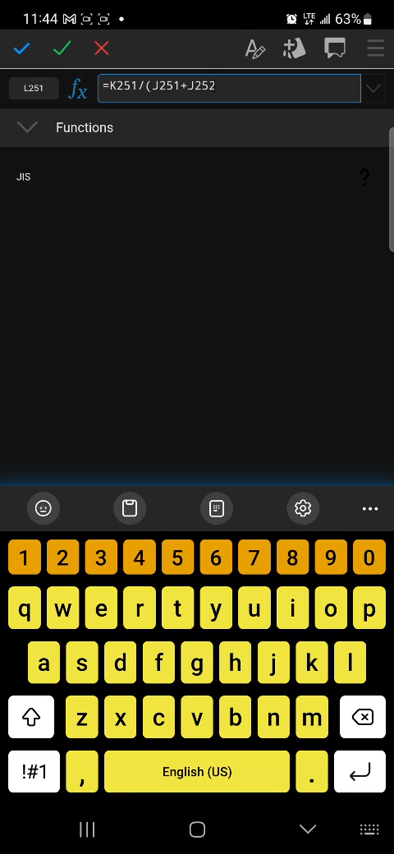 11:44 LTE 63%
L251 fx =K251/(J251+J252
Functions
JIS ?
1 2 3 4 5 6 7 8 9 0
q w e r t y u i o p
a s d f g h j k l
z x c v b n m
!#1 , English (US) .